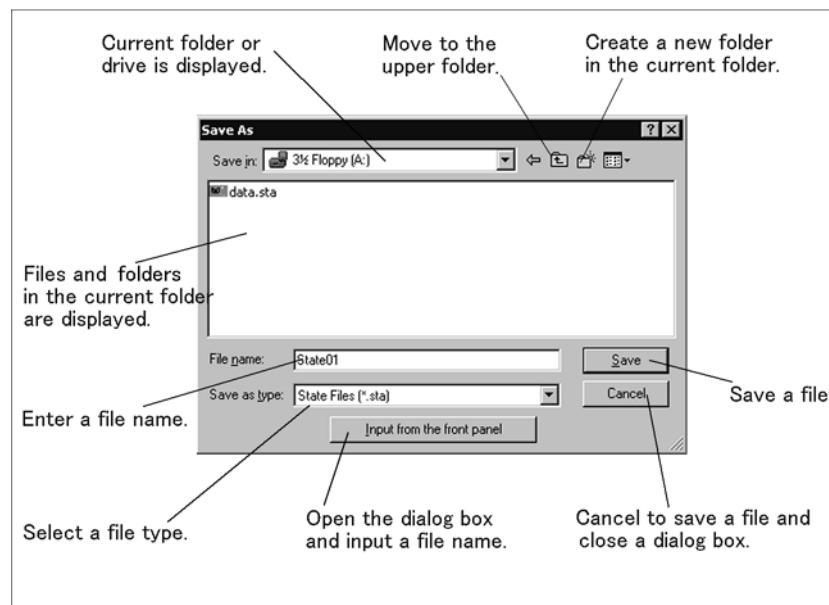 Current folder or
drive is displayed.
Move to the
upper folder.
Create a new folder
in the current folder.
Save As
Save in:
3½ Floppy (A:)
data.sta
Files and folders
in the current folder
are displayed.
File name:
State01
Save
Save as type:
State Files (*.sta)
Cancel
Save a file
Enter a file name.
Input from the front panel
Select a file type.
Open the dialog box
and input a file name.
Cancel to save a file and
close a dialog box.